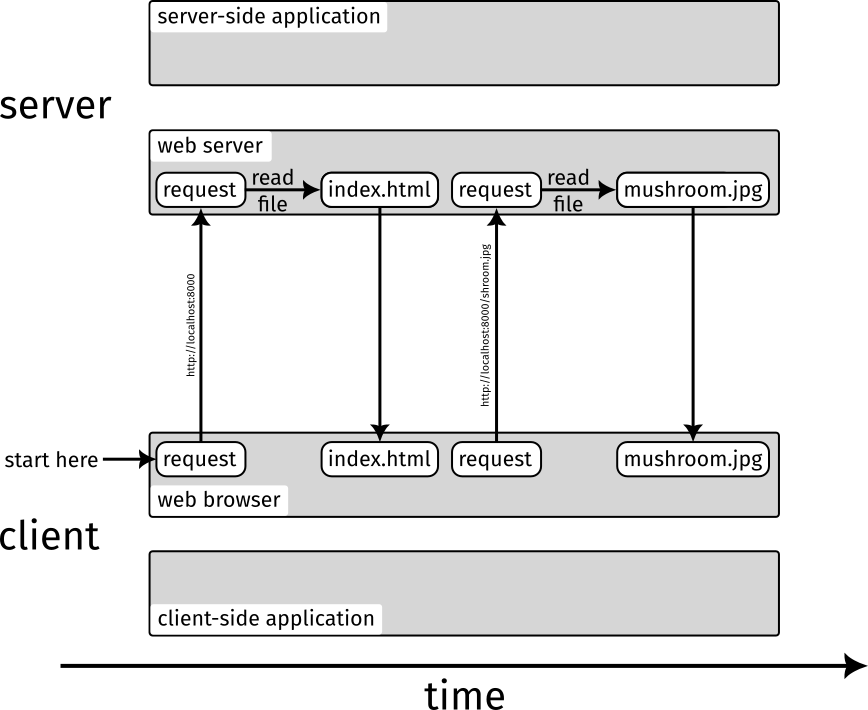 server-side application
server
web server
request
read
file
index.html
request
read
file
mushroom.jpg
http://localhost:8000
http://localhost:8000/shroom.jpg
start here
request
index.html
request
mushroom.jpg
web browser
client
client-side application
time